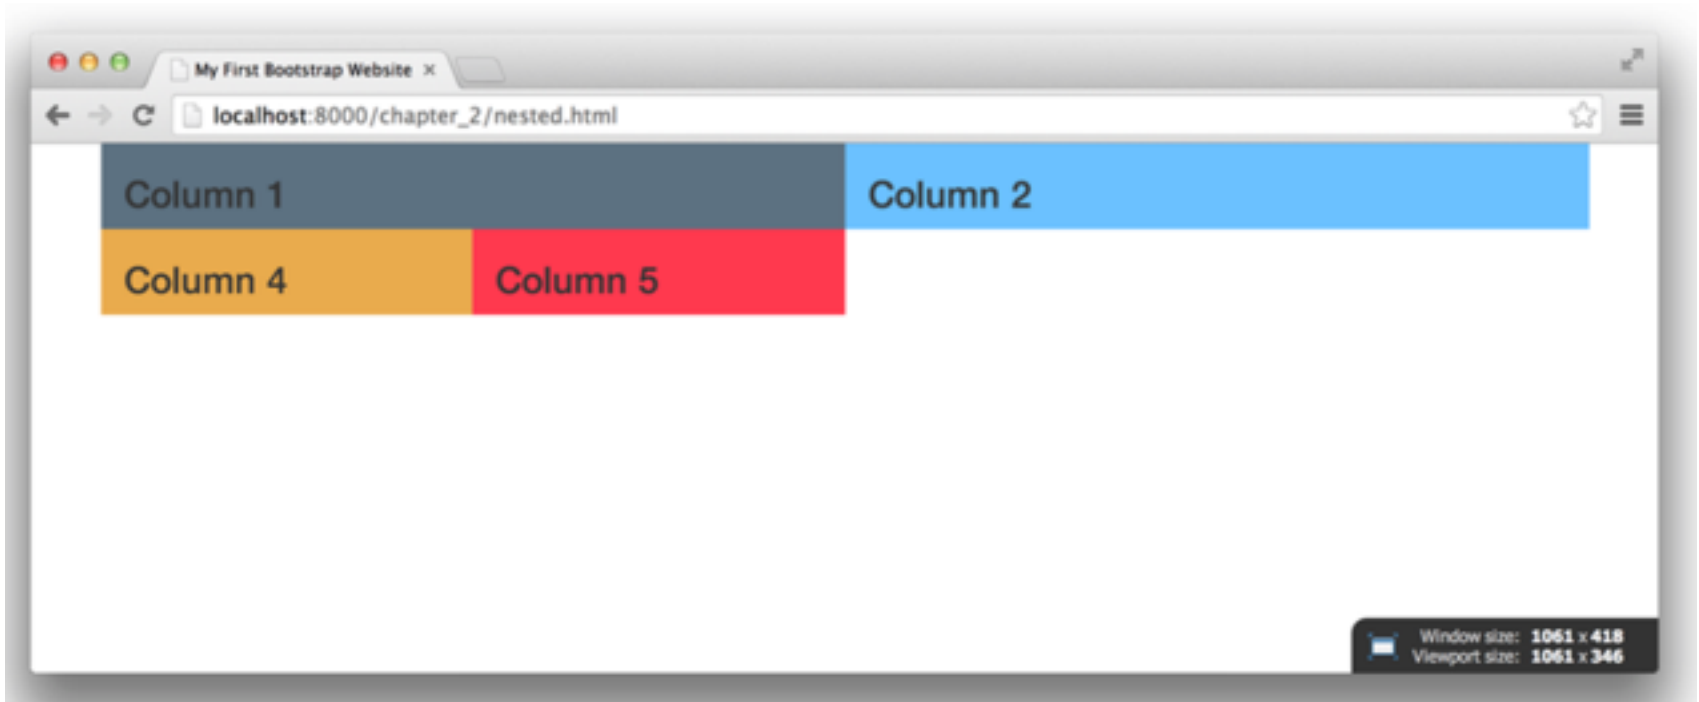 My First Bootstrap Website ×
localhost:8000/chapter_2/nested.html
Column 1
Column 2
Column 4
Column 5
Window size: 1061 x 418
Viewport size: 1061 x 346